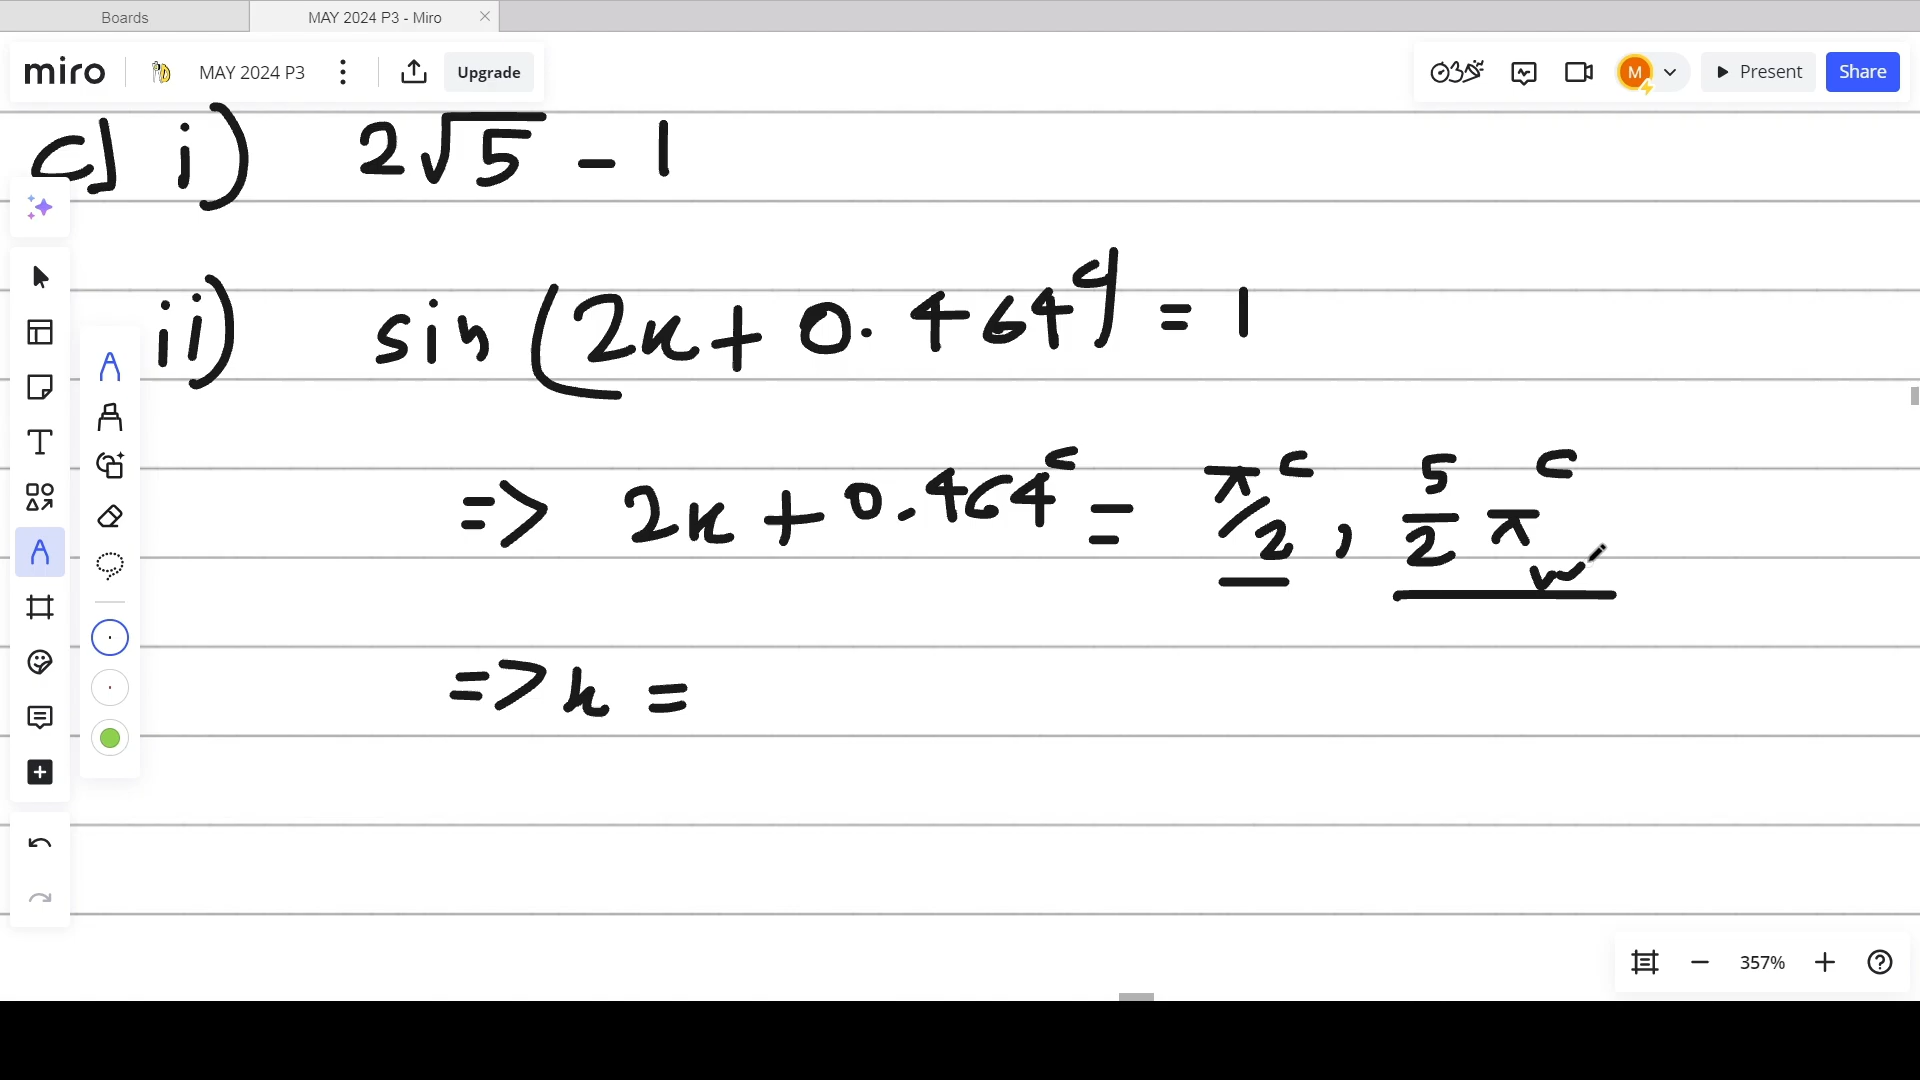 Boards
MAY 2024 P3 - Miro
miro
MAY 2024 P3
Upgrade
M
Present
Share
c] i) 2√5 - 1
ii) sin (2x + 0.464ᶜ) = 1
=> 2x + 0.464ᶜ = π/2ᶜ, 5/2 πᶜ
=> x =
357%